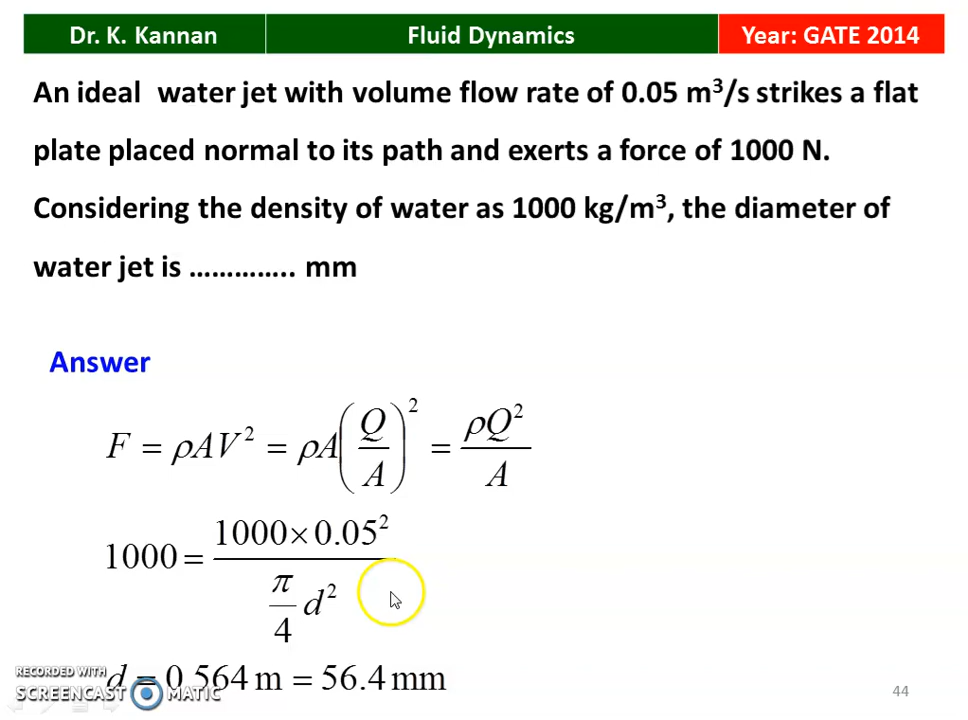 Dr. K. Kannan Fluid Dynamics Year: GATE 2014
An ideal water jet with volume flow rate of 0.05 m³/s strikes a flat
plate placed normal to its path and exerts a force of 1000 N.
Considering the density of water as 1000 kg/m³, the diameter of
water jet is ………….. mm
Answer
F = ρAV² = ρA(Q/A)² = ρQ²/A
1000 = (1000 × 0.05²)/(π/4 d²)
d = 0.564 m = 56.4 mm
RECORDED WITH
SCREENCAST MATIC
44